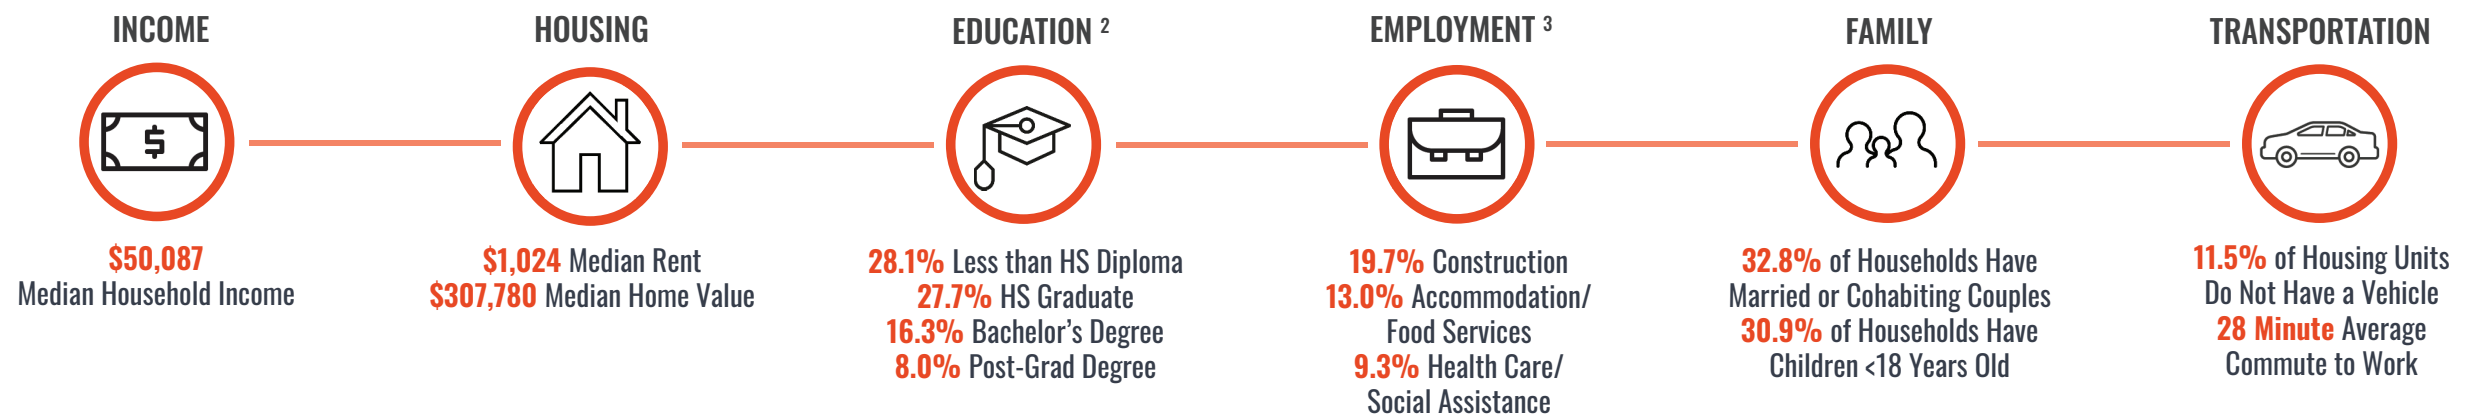 INCOME
$
$50,087
Median Household Income
HOUSING
$1,024 Median Rent
$307,780 Median Home Value
EDUCATION 2
28.1% Less than HS Diploma
27.7% HS Graduate
16.3% Bachelor’s Degree
8.0% Post-Grad Degree
EMPLOYMENT 3
19.7% Construction
13.0% Accommodation/
Food Services
9.3% Health Care/
Social Assistance
FAMILY
32.8% of Households Have
Married or Cohabiting Couples
30.9% of Households Have
Children <18 Years Old
TRANSPORTATION
11.5% of Housing Units
Do Not Have a Vehicle
28 Minute Average
Commute to Work